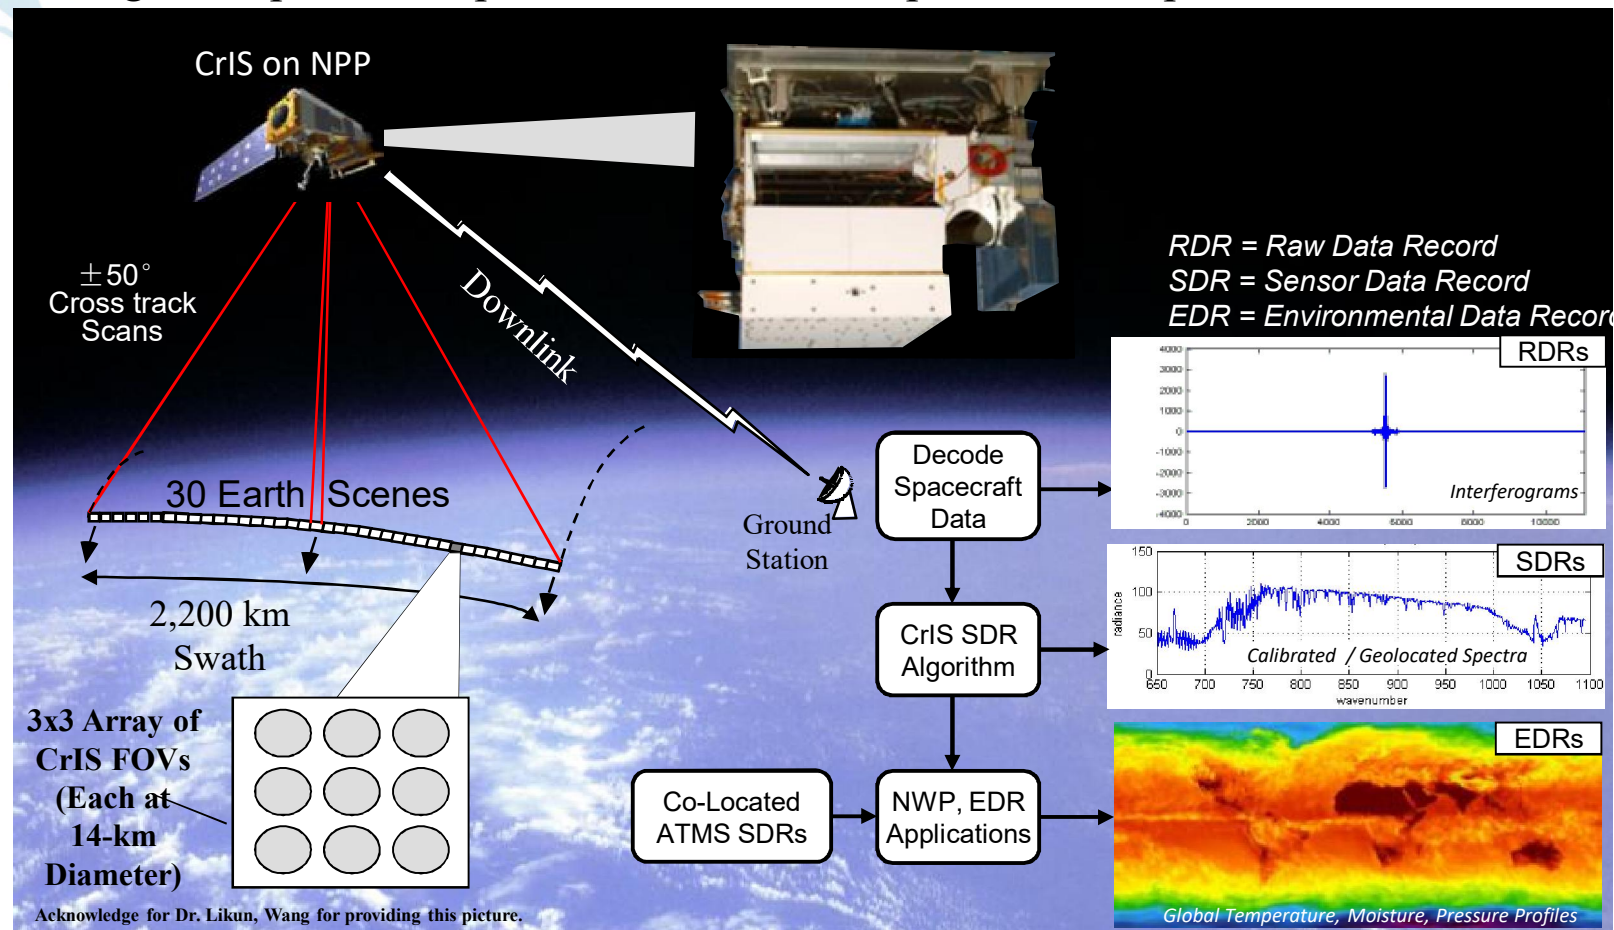 CrIS on NPP
±50°
Cross track
Scans
Downlink
RDR = Raw Data Record
SDR = Sensor Data Record
EDR = Environmental Data Record
RDRs
4000
3000
2000
1000
0
-1000
-2000
-3000
-4000
0 2000 4000 6000 8000 10000
Interferograms
30 Earth Scenes
Ground
Station
Decode
Spacecraft
Data
2,200 km
Swath
CrIS SDR
Algorithm
SDRs
150
100
50
0
radiance
Calibrated / Geolocated Spectra
650 700 750 800 850 900 950 1000 1050 1100
wavenumber
3x3 Array of
CrIS FOVs
(Each at
14-km
Diameter)
Co-Located
ATMS SDRs
NWP, EDR
Applications
EDRs
Global Temperature, Moisture, Pressure Profiles
Acknowledge for Dr. Likun, Wang for providing this picture.